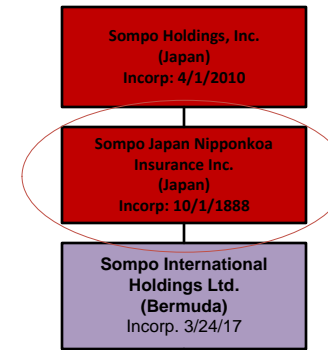 Sompo Holdings, Inc.
(Japan)
Incorp: 4/1/2010
Sompo Japan Nipponkoa
Insurance Inc.
(Japan)
Incorp: 10/1/1888
Sompo International
Holdings Ltd.
(Bermuda)
Incorp. 3/24/17